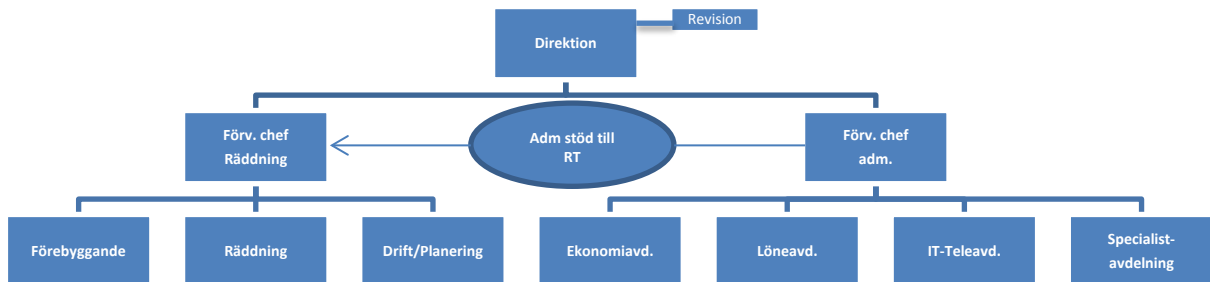 Revision
Direktion
Förv. chef
Räddning
Adm stöd till
RT
Förv. chef
adm.
Förebyggande
Räddning
Drift/Planering
Ekonomiavd.
Löneavd.
IT-Teleavd.
Specialist-
avdelning